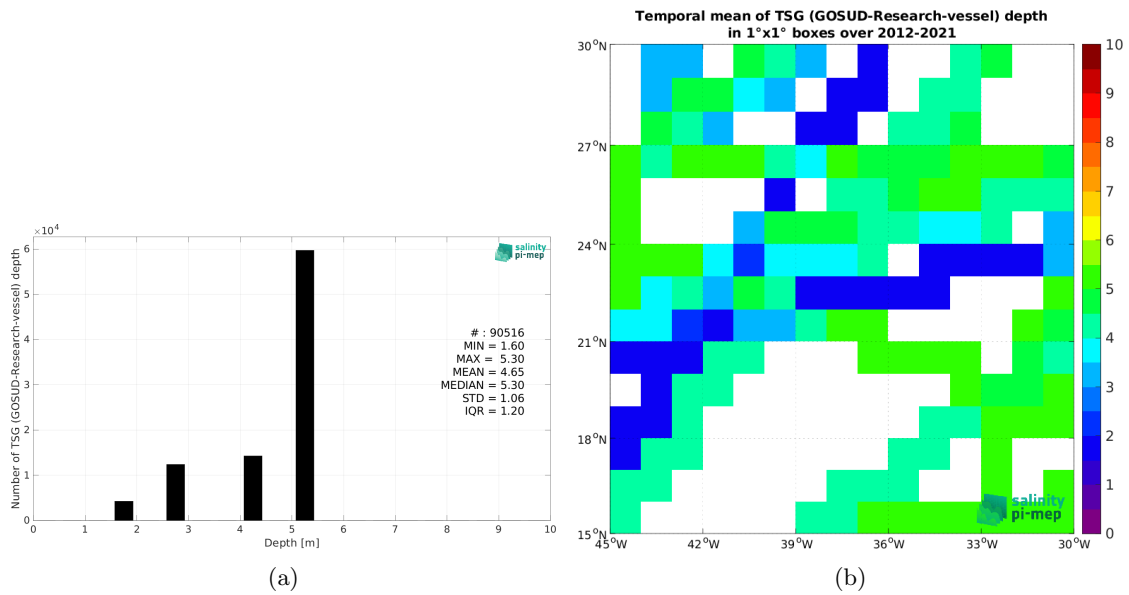 ×10⁴
Number of TSG (GOSUD-Research-vessel) depth
6
5
4
3
2
1
0
0 1 2 3 4 5 6 7 8 9 10
Depth [m]
salinity
pi-mep
# : 90516
MIN = 1.60
MAX = 5.30
MEAN = 4.65
MEDIAN = 5.30
STD = 1.06
IQR = 1.20
(a)
Temporal mean of TSG (GOSUD-Research-vessel) depth
in 1°x1° boxes over 2012-2021
30°N
27°N
24°N
21°N
18°N
15°N
45°W 42°W 39°W 36°W 33°W 30°W
salinity
pi-mep
10
9
8
7
6
5
4
3
2
1
0
(b)